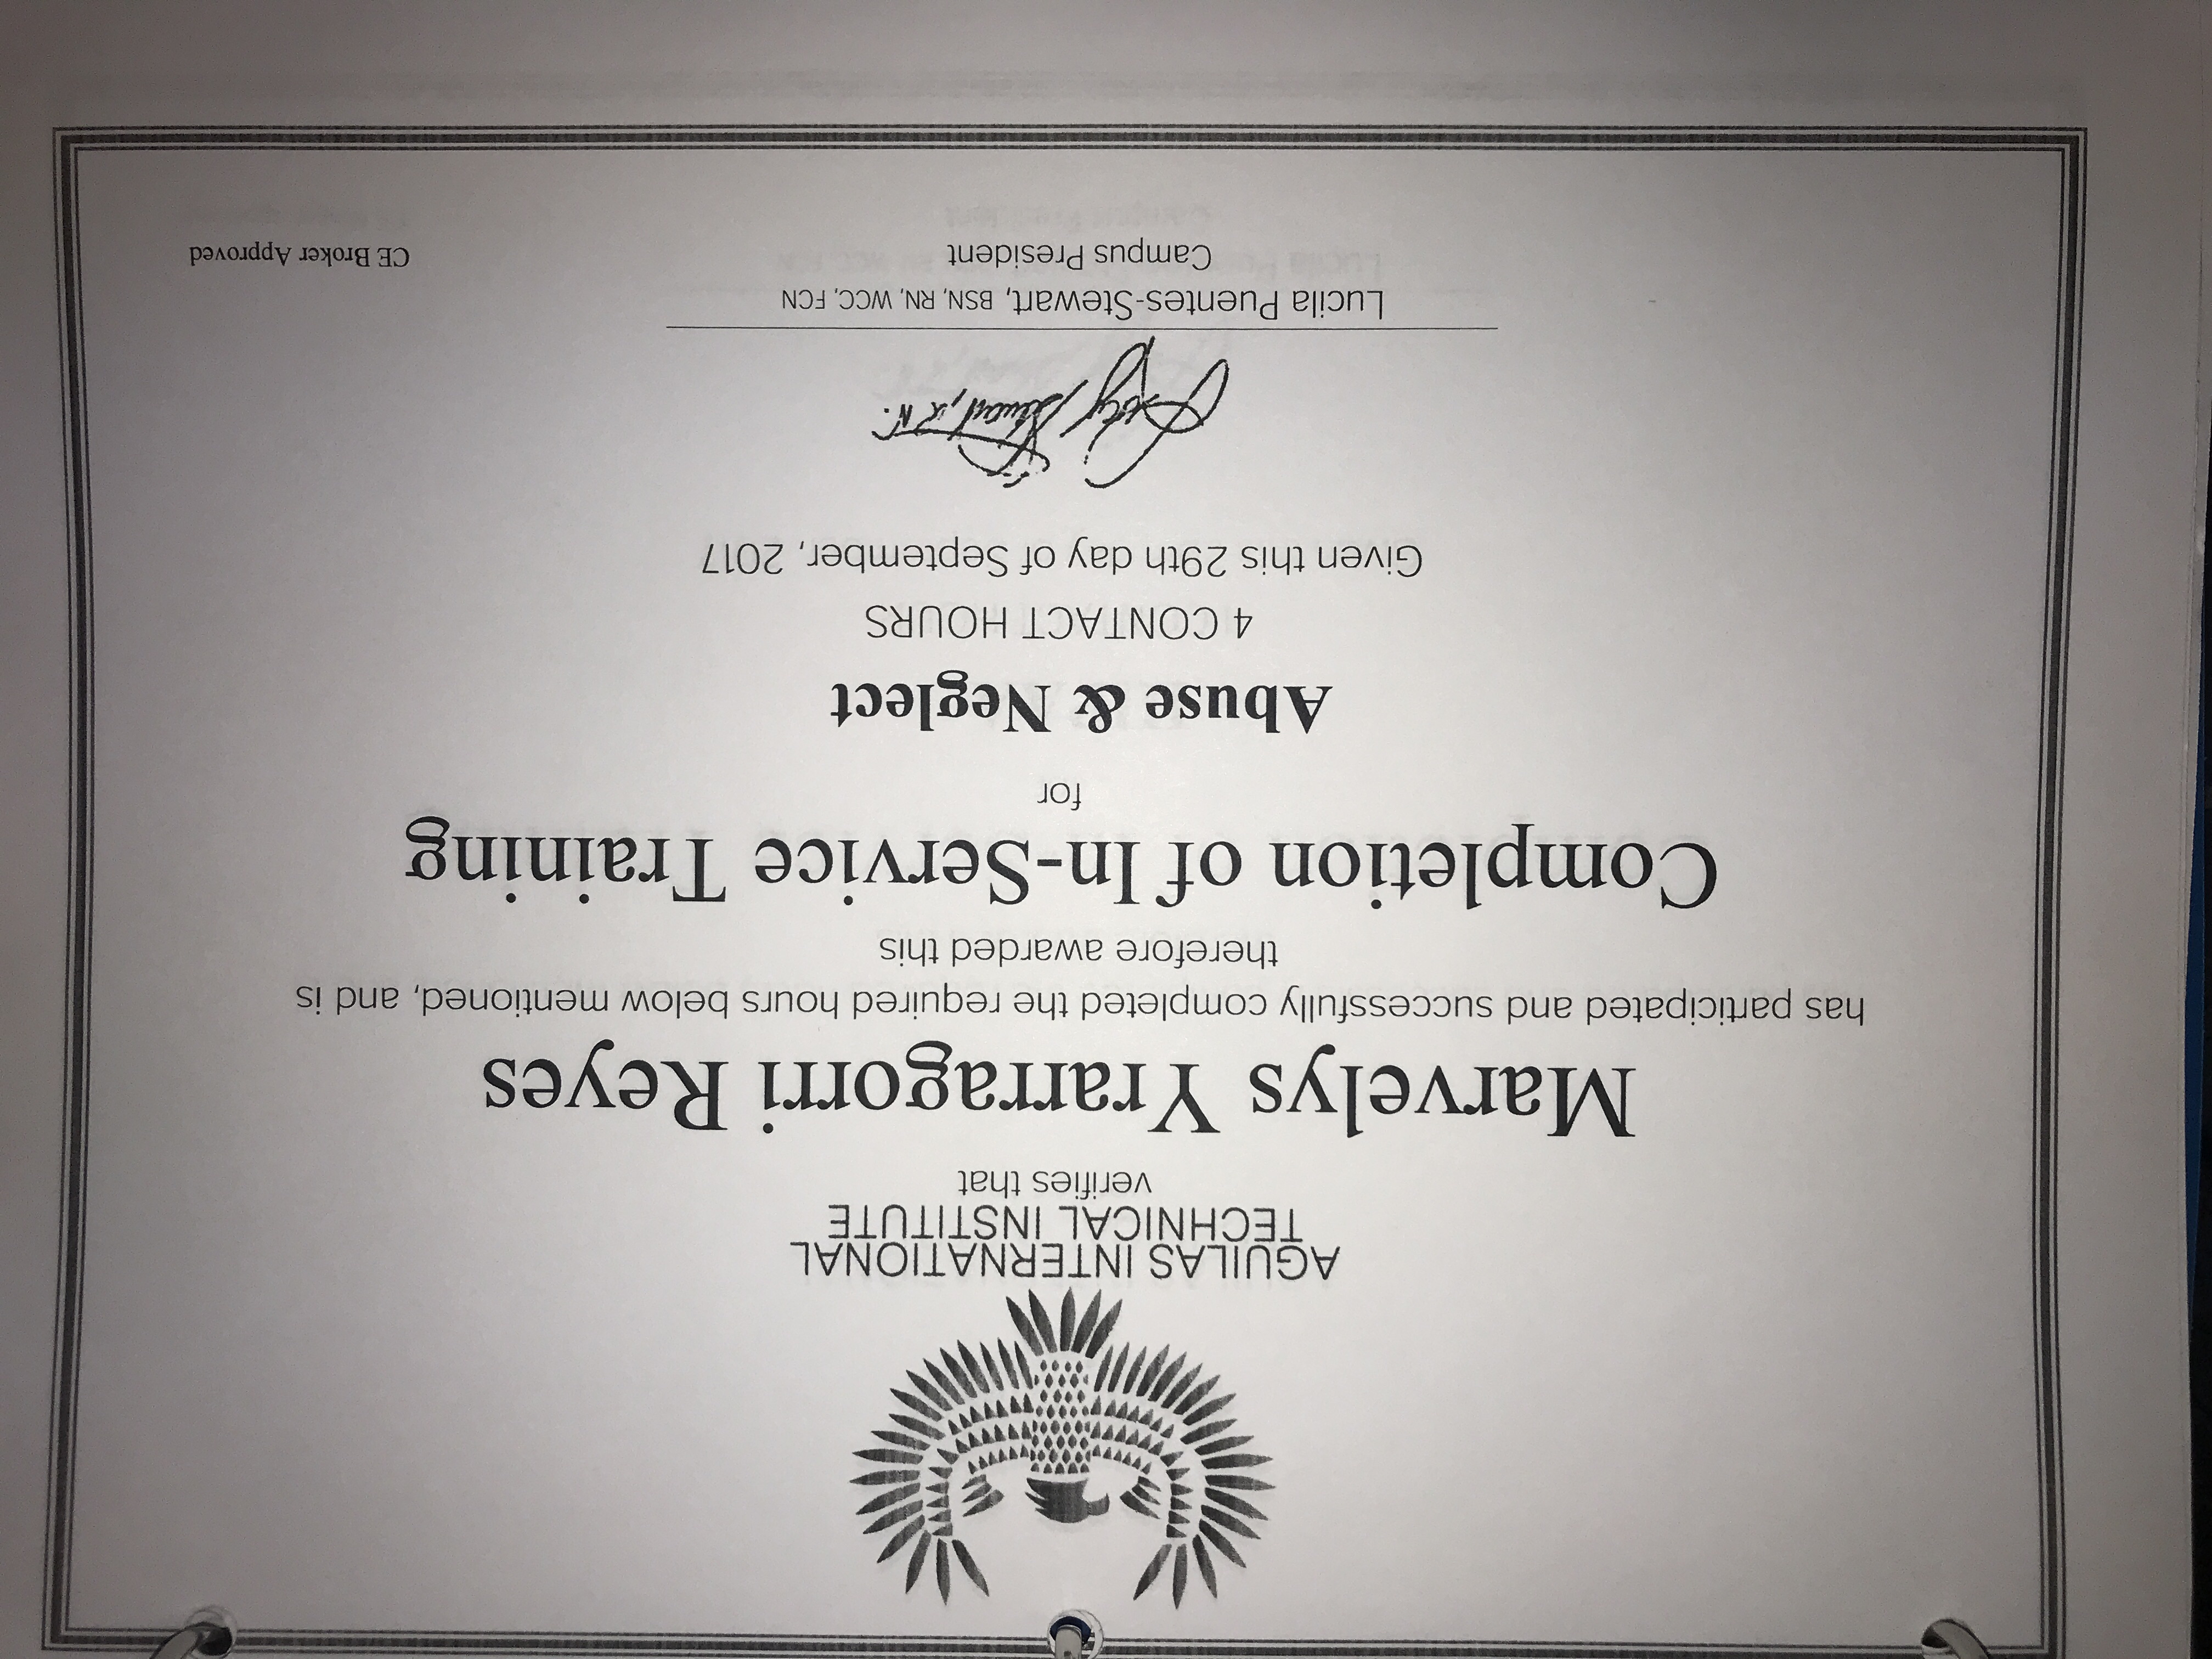 AGUILAS INTERNATIONAL
TECHNICAL INSTITUTE
verifies that
Marvelys Yrarragorri Reyes
has participated and successfully completed the required hours below mentioned, and is
therefore awarded this
Completion of In-Service Training
for
Abuse & Neglect
4 CONTACT HOURS
Given this 29th day of September, 2017
Lucila Puentes-Stewart, BSN, RN, WCC, FCN
Campus President
CE Broker Approved